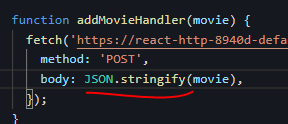 function addMovieHandler(movie) {
fetch('https://react-http-8940d-defa
method: 'POST',
body: JSON.stringify(movie),
});
}